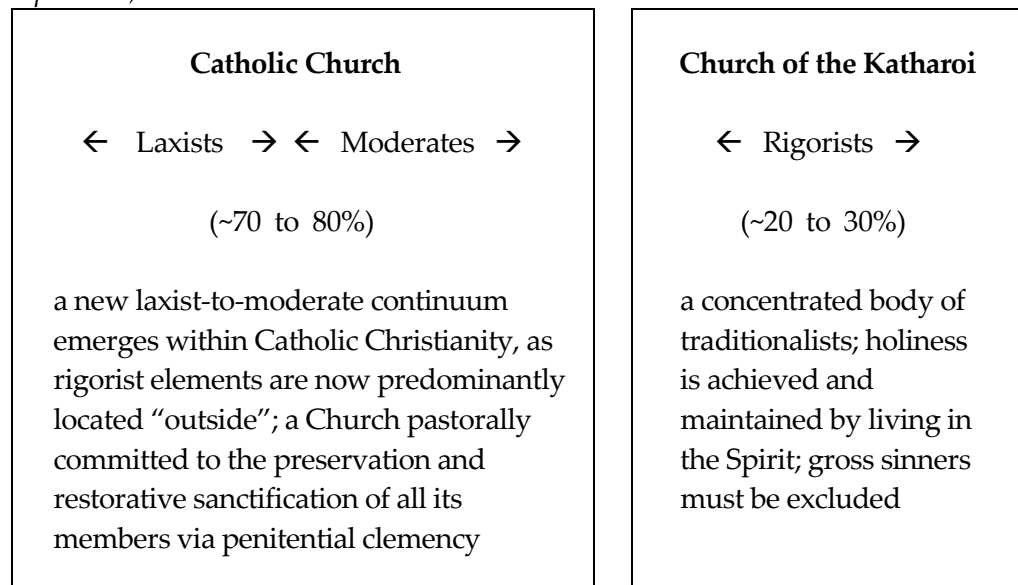 Catholic Church
← Laxists → ← Moderates →
(~70 to 80%)
a new laxist-to-moderate continuum
emerges within Catholic Christianity, as
rigorist elements are now predominantly
located “outside”; a Church pastorally
committed to the preservation and
restorative sanctification of all its
members via penitential clemency
Church of the Katharoi
← Rigorists →
(~20 to 30%)
a concentrated body of
traditionalists; holiness
is achieved and
maintained by living in
the Spirit; gross sinners
must be excluded